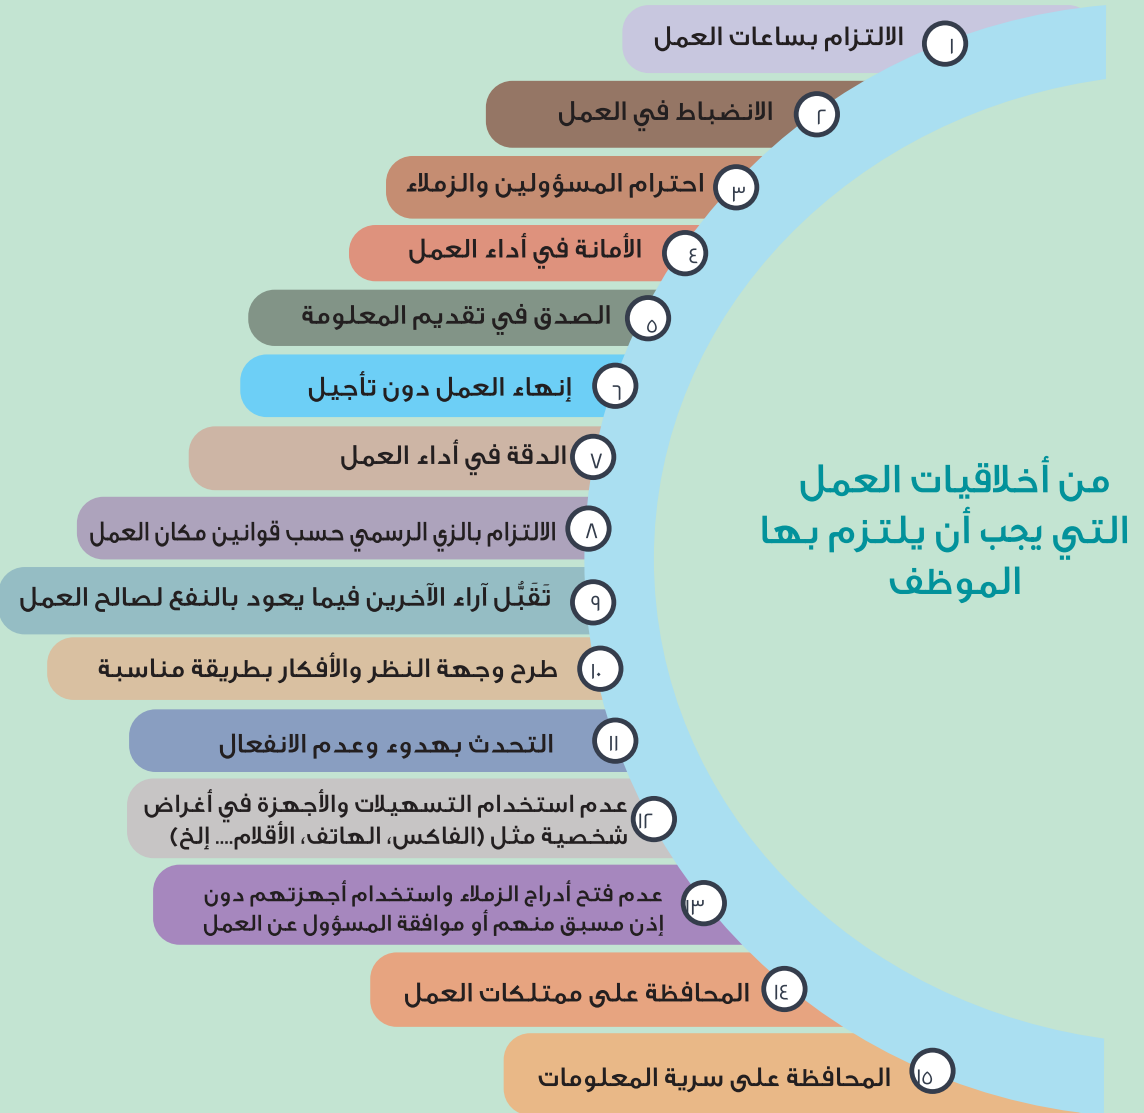 من أخلاقيات العمل
التي يجب أن يلتزم بها
الموظف
١ الالتزام بساعات العمل
٢ الانضباط في العمل
٣ احترام المسؤولين والزملاء
٤ الأمانة في أداء العمل
٥ الصدق في تقديم المعلومة
٦ إنهاء العمل دون تأجيل
٧ الدقة في أداء العمل
٨ الالتزام بالزي الرسمي حسب قوانين مكان العمل
٩ تَقَبُّل آراء الآخرين فيما يعود بالنفع لصالح العمل
١٠ طرح وجهة النظر والأفكار بطريقة مناسبة
١١ التحدث بهدوء وعدم الانفعال
١٢ عدم استخدام التسهيلات والأجهزة في أغراض
شخصية مثل (الفاكس، الهاتف، الأقلام.... إلخ)
١٣ عدم فتح أدراج الزملاء واستخدام أجهزتهم دون
إذن مسبق منهم أو موافقة المسؤول عن العمل
١٤ المحافظة على ممتلكات العمل
١٥ المحافظة على سرية المعلومات